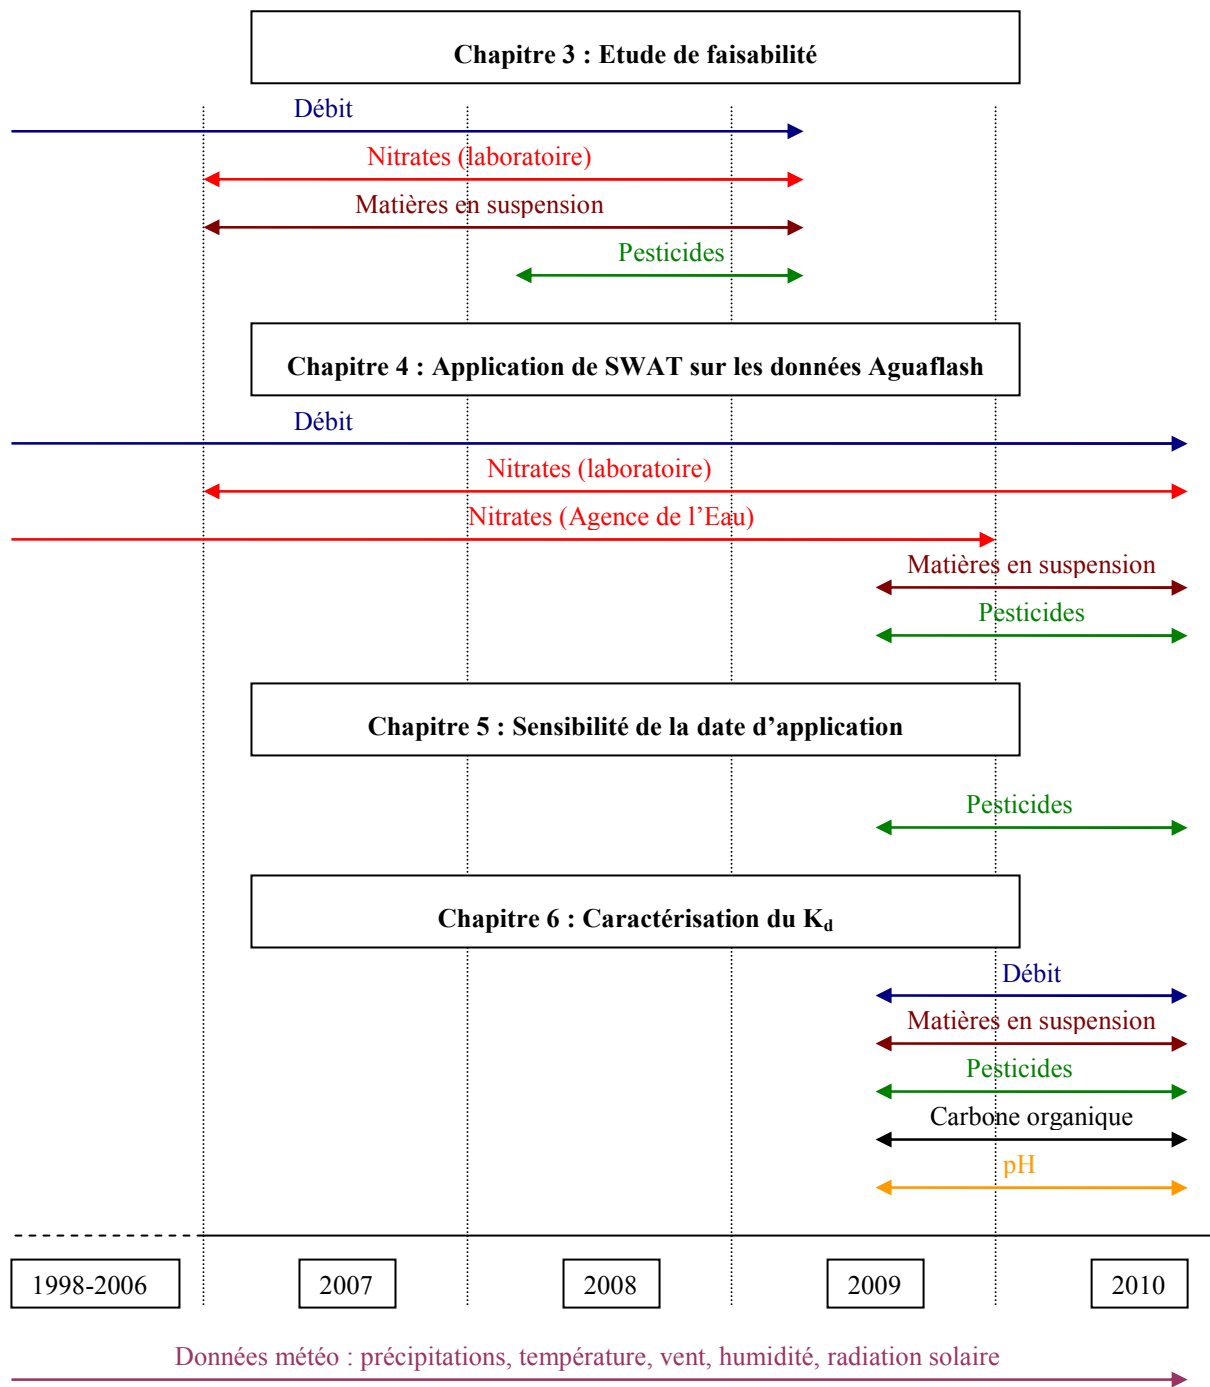 Chapitre 3 : Etude de faisabilité
Débit
Nitrates (laboratoire)
Matières en suspension
Pesticides
Chapitre 4 : Application de SWAT sur les données Aguaflash
Débit
Nitrates (laboratoire)
Nitrates (Agence de l’Eau)
Matières en suspension
Pesticides
Chapitre 5 : Sensibilité de la date d’application
Pesticides
Chapitre 6 : Caractérisation du Kd
Débit
Matières en suspension
Pesticides
Carbone organique
pH
1998-2006 2007 2008 2009 2010
Données météo : précipitations, température, vent, humidité, radiation solaire